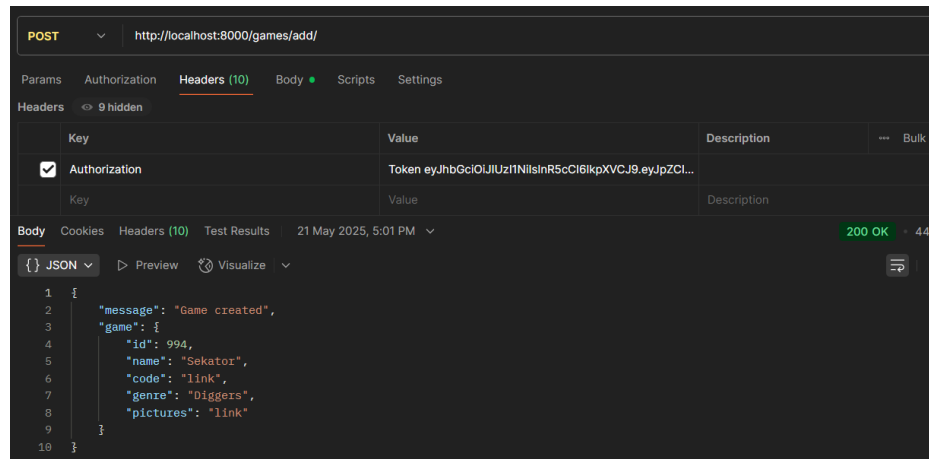 POST http://localhost:8000/games/add/
Params Authorization Headers (10) Body Scripts Settings
Headers 9 hidden
Key Value Description Bulk
Authorization Token eyJhbGciOiJIUzI1NiIsInR5cCI6IkpXVCJ9.eyJpZCI...
Key Value Description
Body Cookies Headers (10) Test Results 21 May 2025, 5:01 PM 200 OK 44
{} JSON Preview Visualize
1 {
2 "message": "Game created",
3 "game": {
4 "id": 994,
5 "name": "Sekator",
6 "code": "link",
7 "genre": "Diggers",
8 "pictures": "link"
9 }
10 }